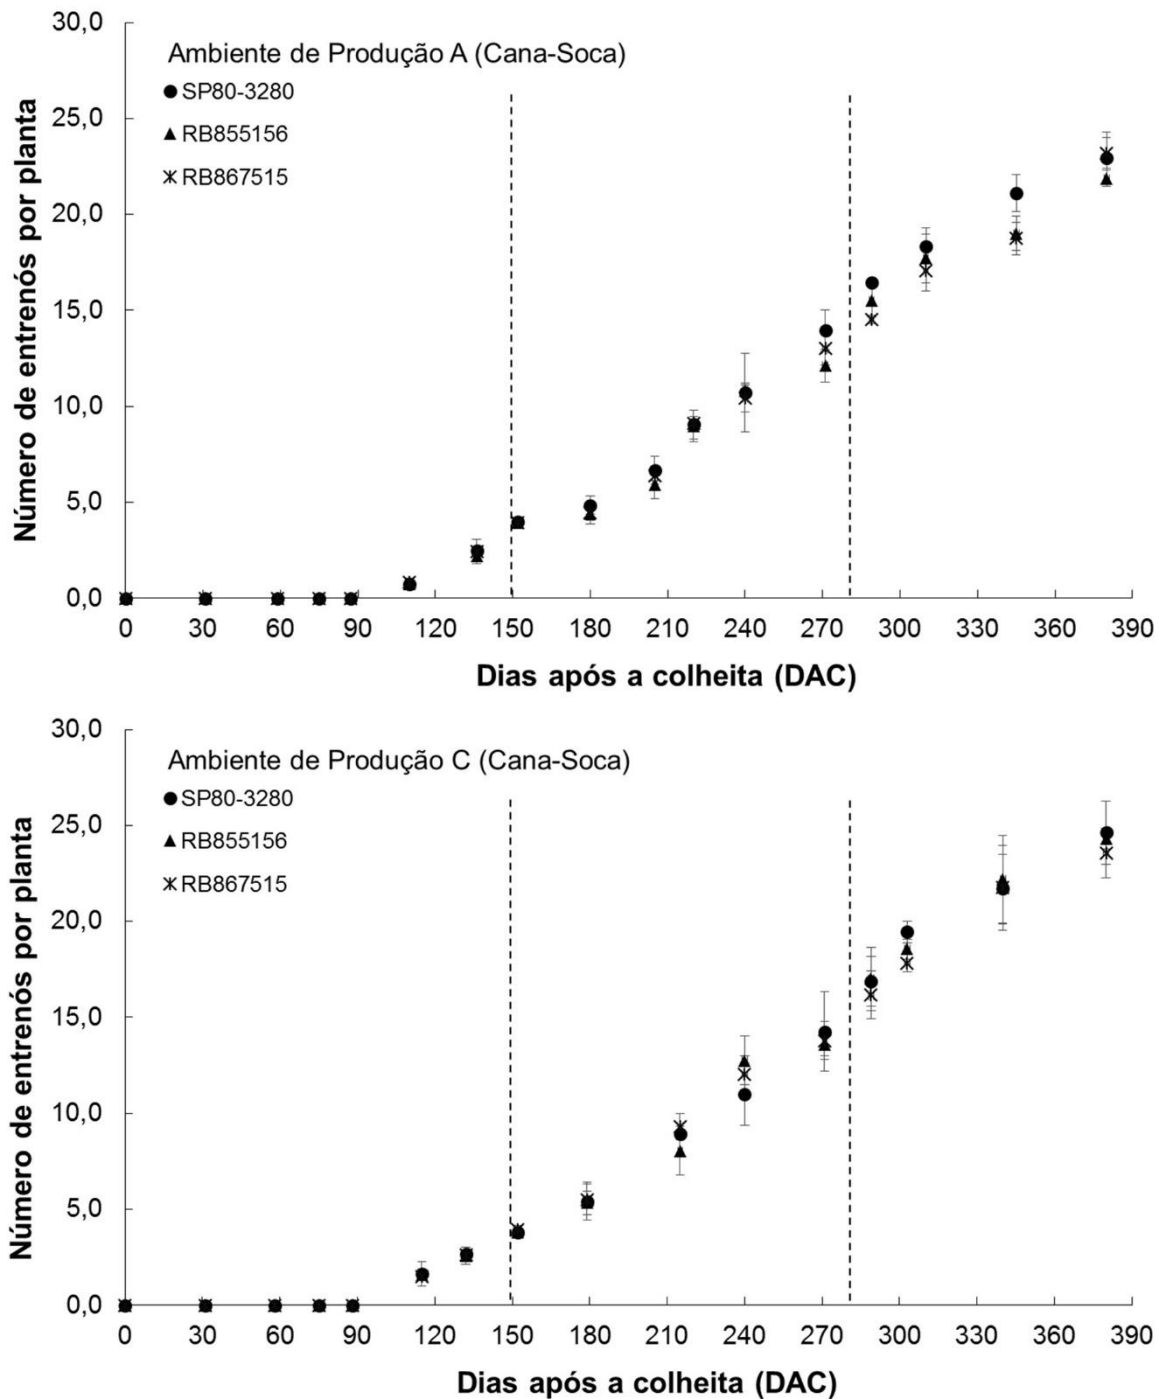 30,0
Ambiente de Produção A (Cana-Soca)
SP80-3280
RB855156
RB867515
25,0
20,0
15,0
10,0
5,0
0,0
Número de entrenós por planta
0 30 60 90 120 150 180 210 240 270 300 330 360 390
Dias após a colheita (DAC)
30,0
Ambiente de Produção C (Cana-Soca)
SP80-3280
RB855156
RB867515
25,0
20,0
15,0
10,0
5,0
0,0
Número de entrenós por planta
0 30 60 90 120 150 180 210 240 270 300 330 360 390
Dias após a colheita (DAC)